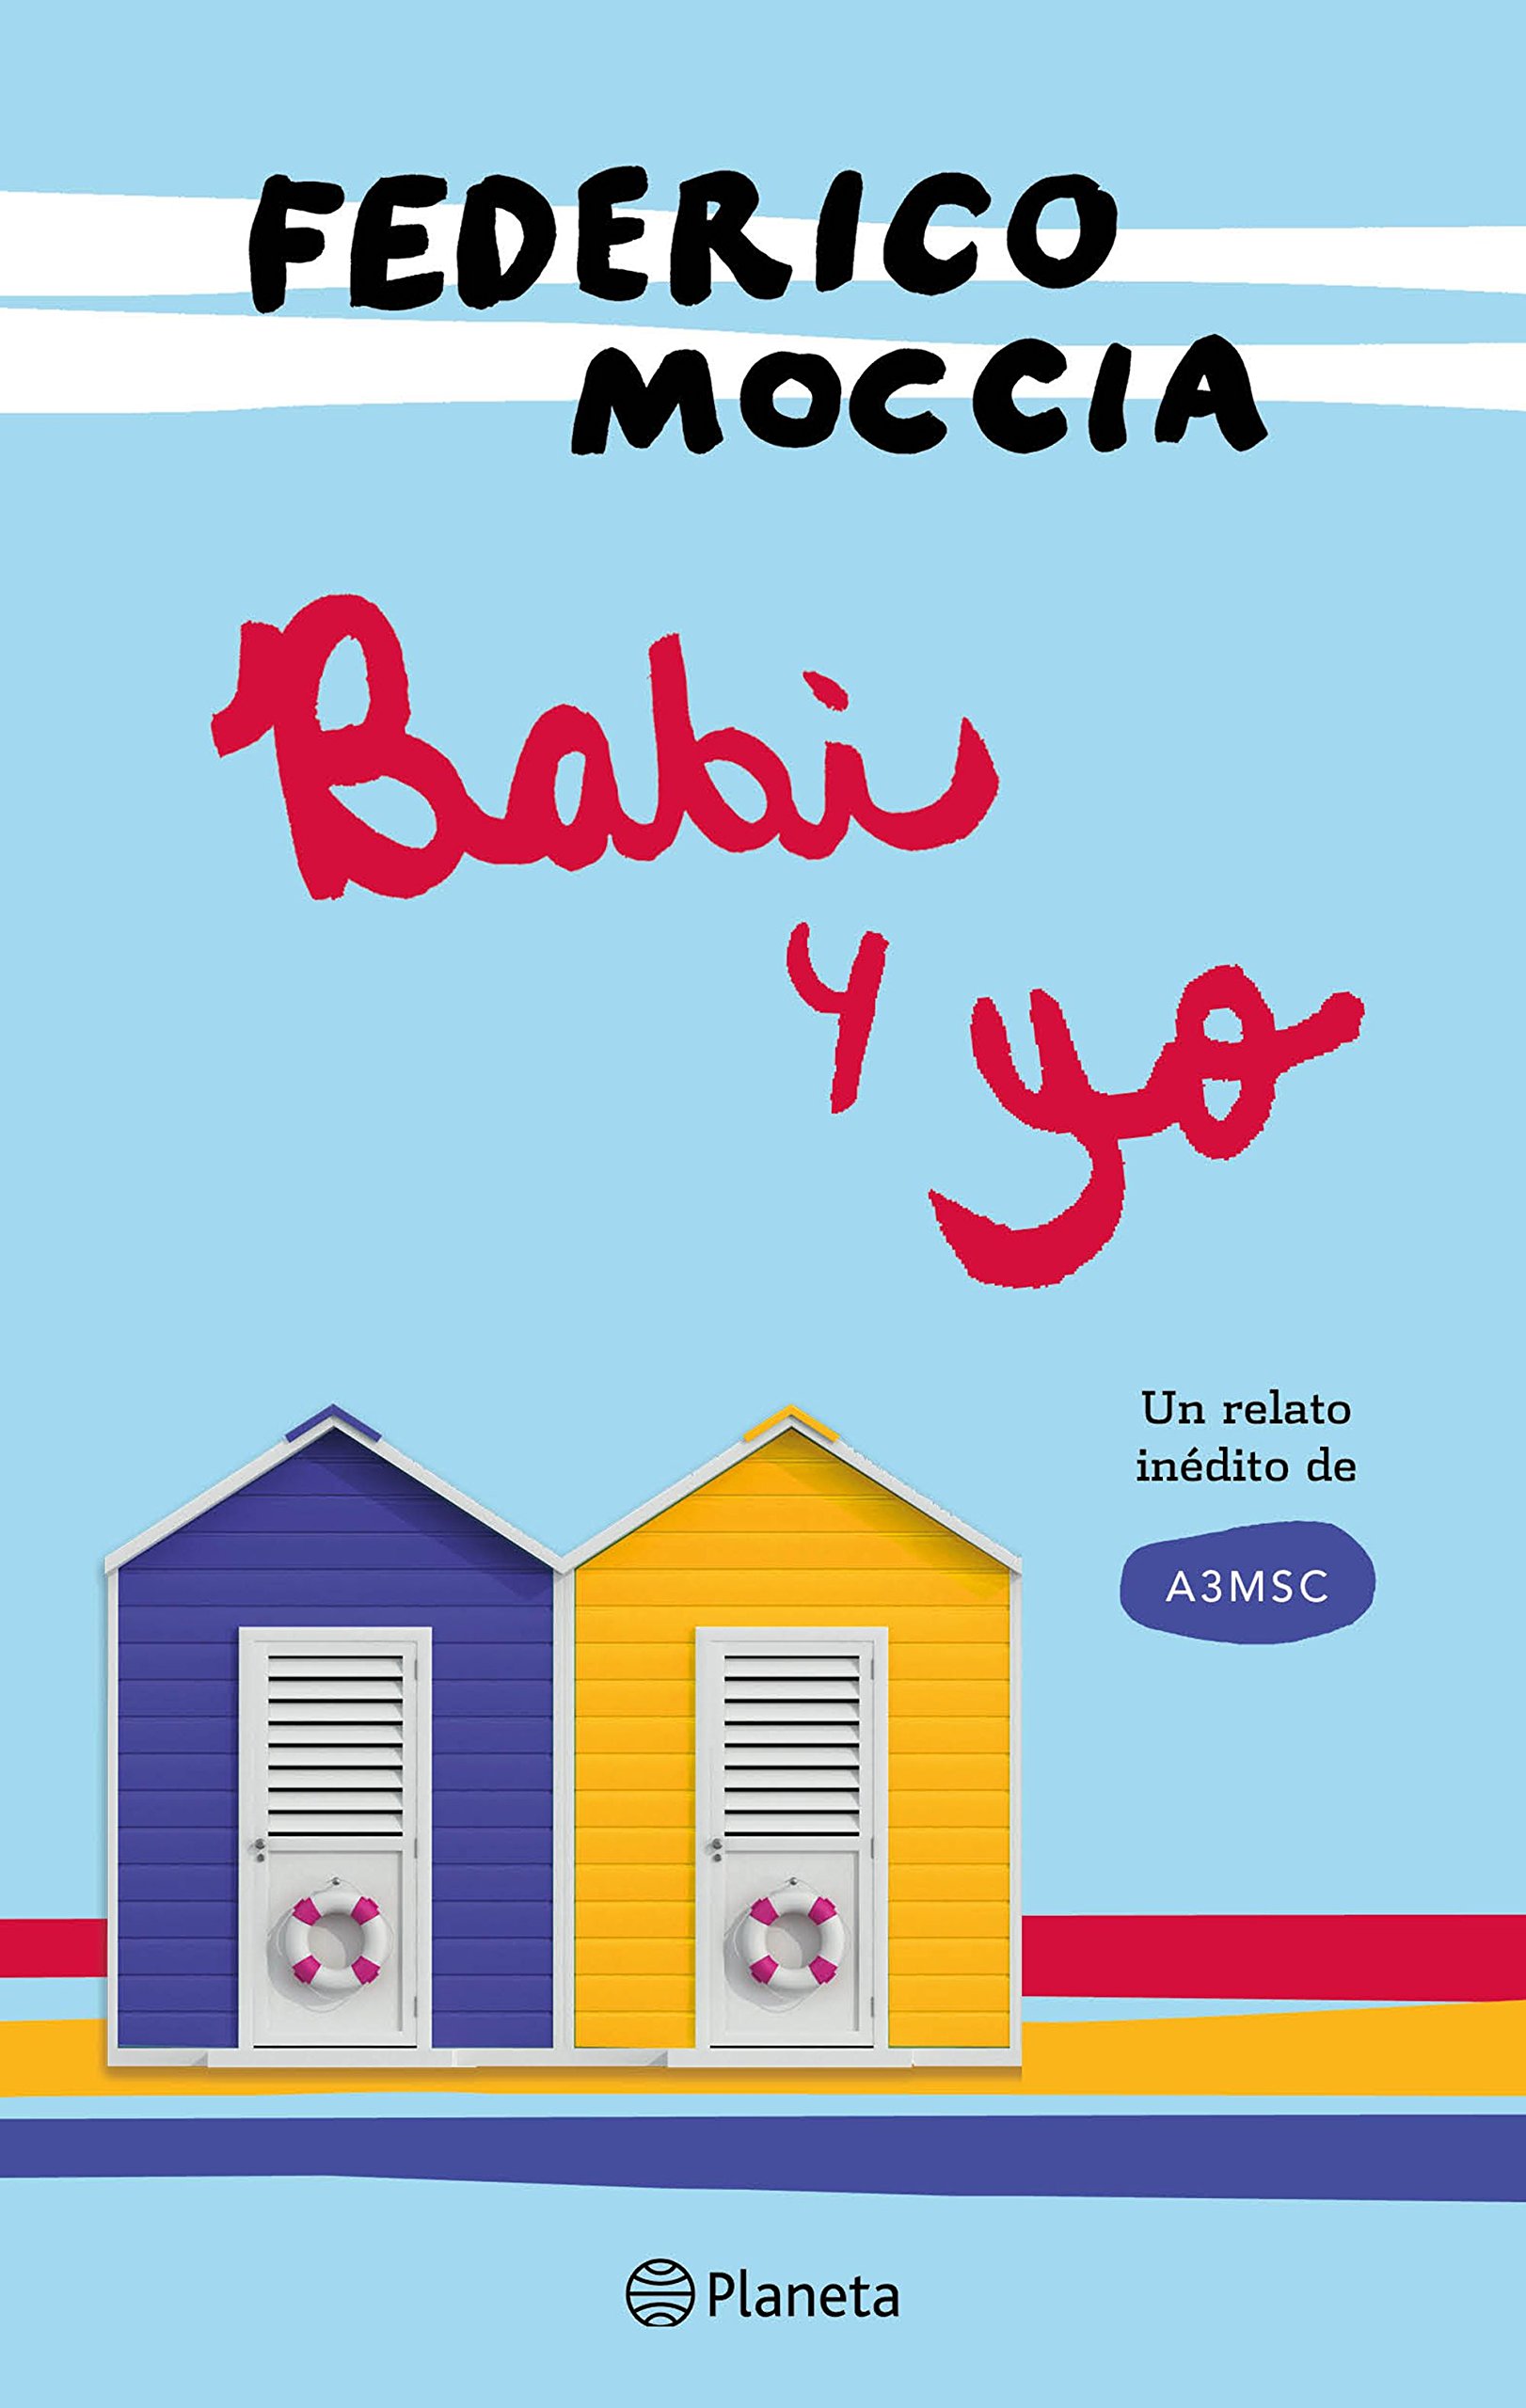 FEDERICO
MOCCIA
Babi
y yo
Un relato
inédito de
A3MSC
Planeta